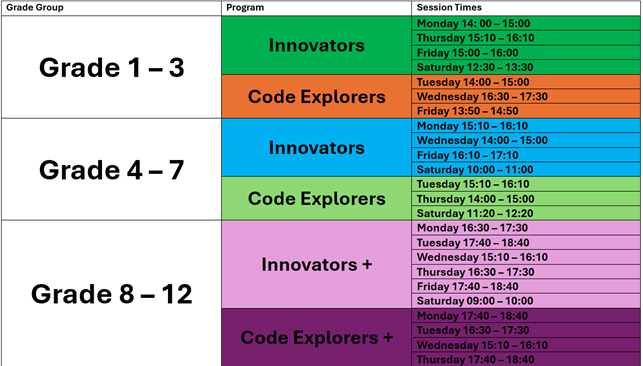 Grade Group Program Session Times
Grade 1 – 3
Innovators
Monday 14: 00 – 15:00
Thursday 15:10 – 16:10
Friday 15:00 – 16:00
Saturday 12:30 – 13:30
Code Explorers
Tuesday 14:00 – 15:00
Wednesday 16:30 – 17:30
Friday 13:50 – 14:50
Grade 4 – 7
Innovators
Monday 15:10 – 16:10
Wednesday 14:00 – 15:00
Friday 16:10 – 17:10
Saturday 10:00 – 11:00
Code Explorers
Tuesday 15:10 – 16:10
Thursday 14:00 – 15:00
Saturday 11:20 – 12:20
Grade 8 – 12
Innovators +
Monday 16:30 – 17:30
Tuesday 17:40 – 18:40
Wednesday 15:10 – 16:10
Thursday 16:30 – 17:30
Friday 17:40 – 18:40
Saturday 09:00 – 10:00
Code Explorers +
Monday 17:40 – 18:40
Tuesday 16:30 – 17:30
Wednesday 15:10 – 16:10
Thursday 17:40 – 18:40